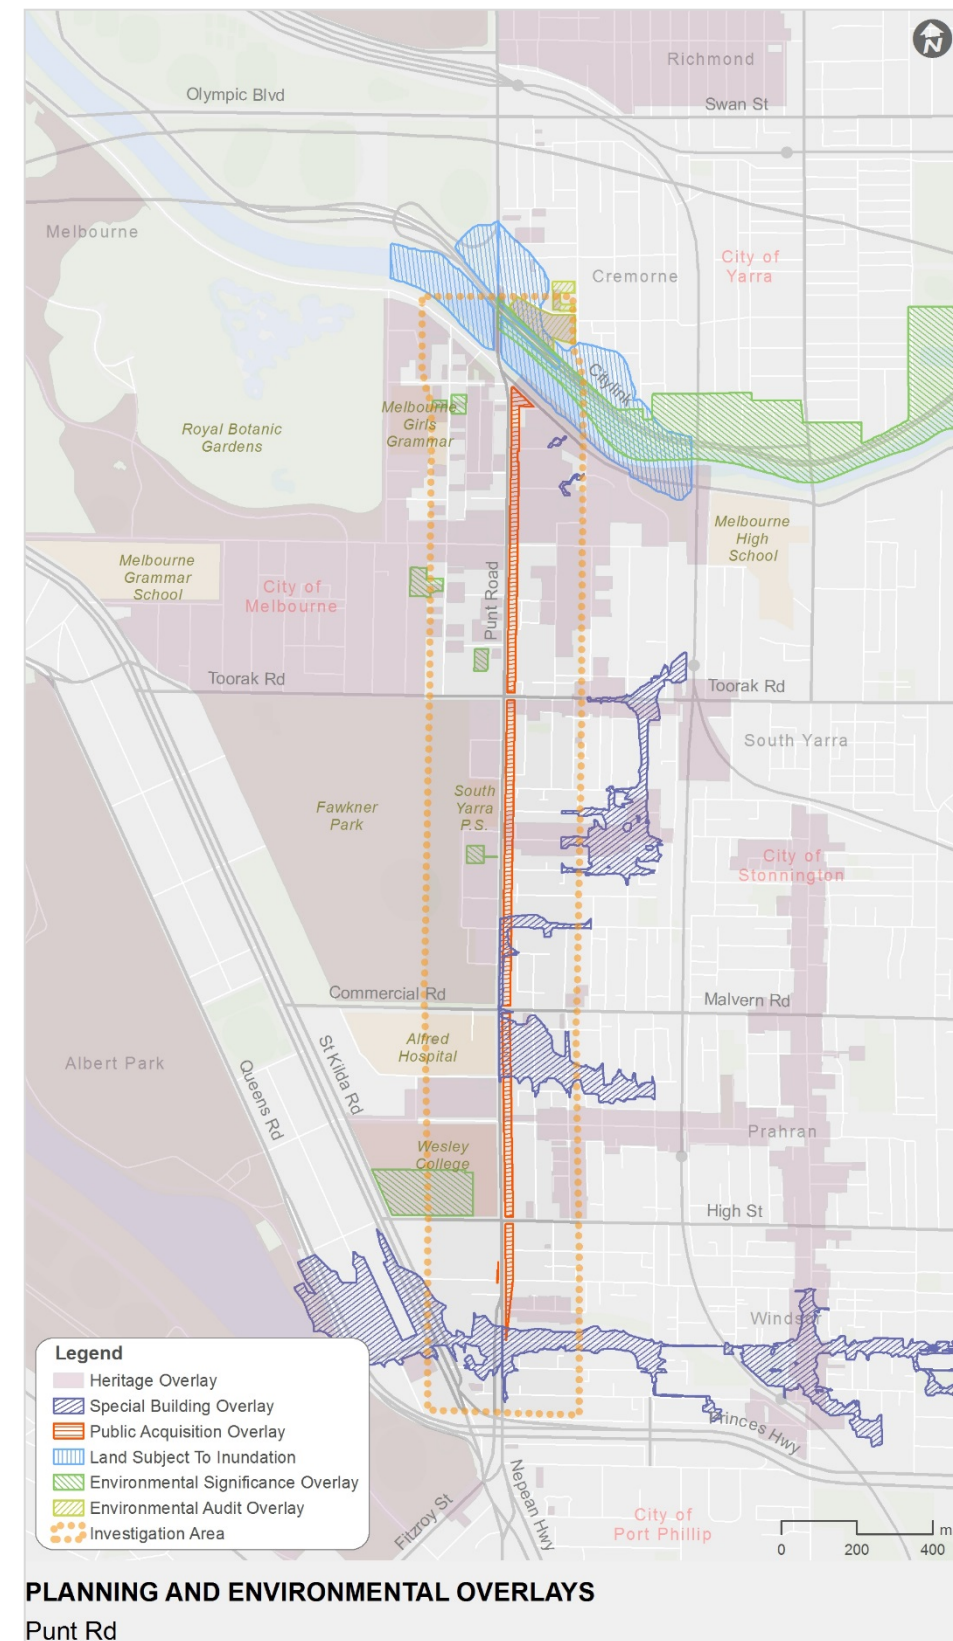 N
Richmond
Olympic Blvd
Swan St
Melbourne
City of
Yarra
Cremorne
Citylink
Melbourne
Girls
Grammar
Royal Botanic
Gardens
Melbourne
High
School
Melbourne
Grammar
School
City of
Melbourne
Punt Road
Toorak Rd
Toorak Rd
South Yarra
Fawkner
Park
South
Yarra
P.S.
City of
Stonnington
Commercial Rd
Malvern Rd
Albert Park
Alfred
Hospital
St Kilda Rd
Queens Rd
Prahran
Wesley
College
High St
Windsor
Princes Hwy
Nepean Hwy
Fitzroy St
City of
Port Phillip
Legend
Heritage Overlay
Special Building Overlay
Public Acquisition Overlay
Land Subject To Inundation
Environmental Significance Overlay
Environmental Audit Overlay
Investigation Area
m
0 200 400
PLANNING AND ENVIRONMENTAL OVERLAYS
Punt Rd